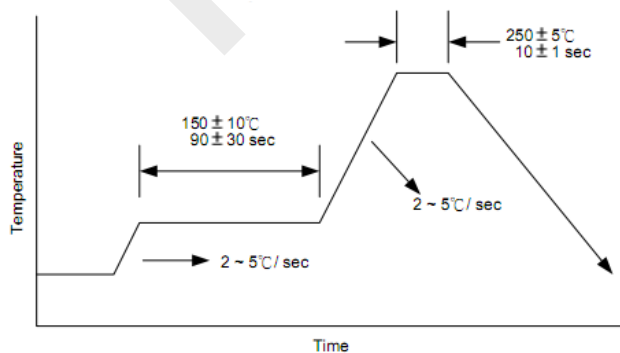 250±5℃
10±1 sec
150±10℃
90±30 sec
2~5℃/ sec
2~5℃/ sec
Temperature
Time